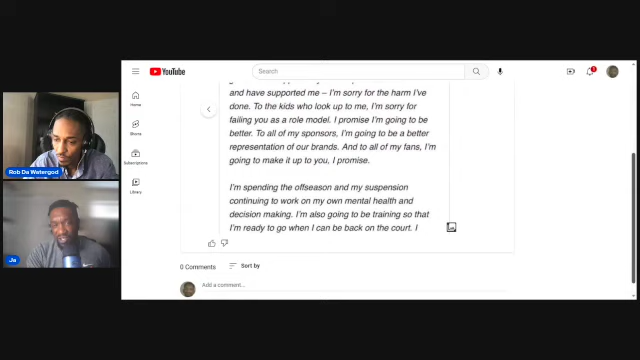 YouTube
Search
Home
Shorts
Subscriptions
Library
and have supported me – I'm sorry for the harm I've
done. To the kids who look up to me, I'm sorry for
failing you as a role model. I promise I'm going to be
better. To all of my sponsors, I'm going to be a better
representation of our brands. And to all of my fans, I'm
going to make it up to you, I promise.
I'm spending the offseason and my suspension
continuing to work on my own mental health and
decision making. I'm also going to be training so that
I'm ready to go when I can be back on the court. I
0 Comments
Sort by
Add a comment...
Rob Da Watergod
Ja